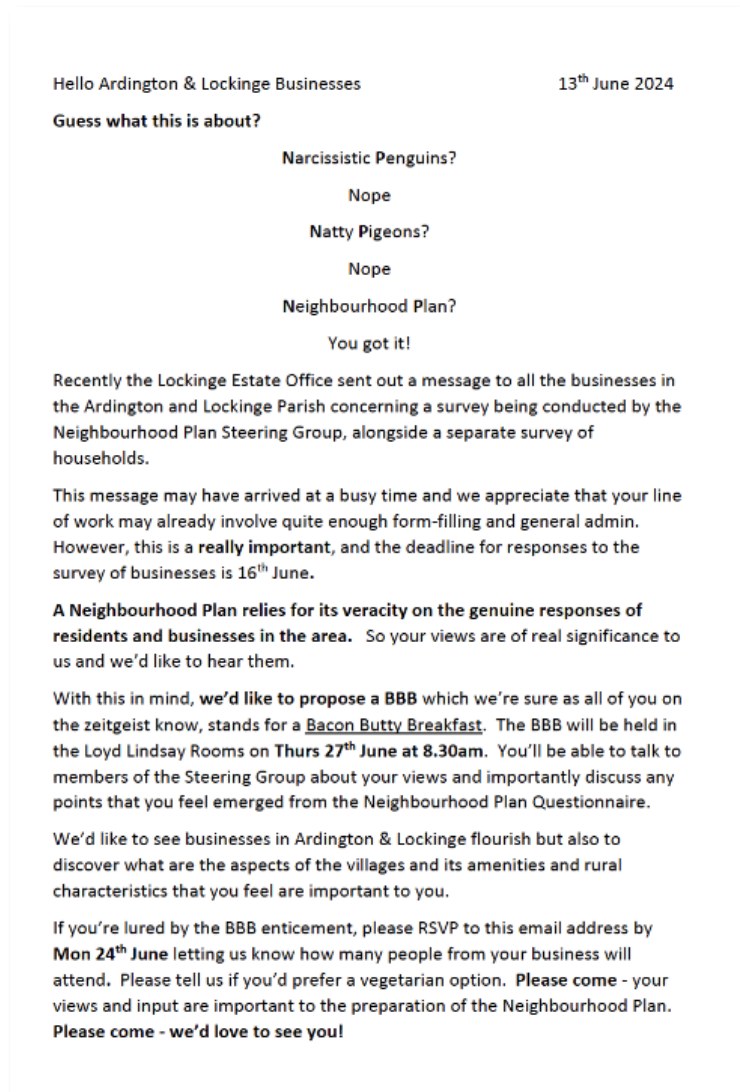 Hello Ardington & Lockinge Businesses 13th June 2024
Guess what this is about?
Narcissistic Penguins?
Nope
Natty Pigeons?
Nope
Neighbourhood Plan?
You got it!
Recently the Lockinge Estate Office sent out a message to all the businesses in
the Ardington and Lockinge Parish concerning a survey being conducted by the
Neighbourhood Plan Steering Group, alongside a separate survey of
households.
This message may have arrived at a busy time and we appreciate that your line
of work may already involve quite enough form-filling and general admin.
However, this is a really important, and the deadline for responses to the
survey of businesses is 16th June.
A Neighbourhood Plan relies for its veracity on the genuine responses of
residents and businesses in the area. So your views are of real significance to
us and we'd like to hear them.
With this in mind, we'd like to propose a BBB which we're sure as all of you on
the zeitgeist know, stands for a Bacon Butty Breakfast. The BBB will be held in
the Loyd Lindsay Rooms on Thurs 27th June at 8.30am. You'll be able to talk to
members of the Steering Group about your views and importantly discuss any
points that you feel emerged from the Neighbourhood Plan Questionnaire.
We'd like to see businesses in Ardington & Lockinge flourish but also to
discover what are the aspects of the villages and its amenities and rural
characteristics that you feel are important to you.
If you're lured by the BBB enticement, please RSVP to this email address by
Mon 24th June letting us know how many people from your business will
attend. Please tell us if you'd prefer a vegetarian option. Please come - your
views and input are important to the preparation of the Neighbourhood Plan.
Please come - we'd love to see you!